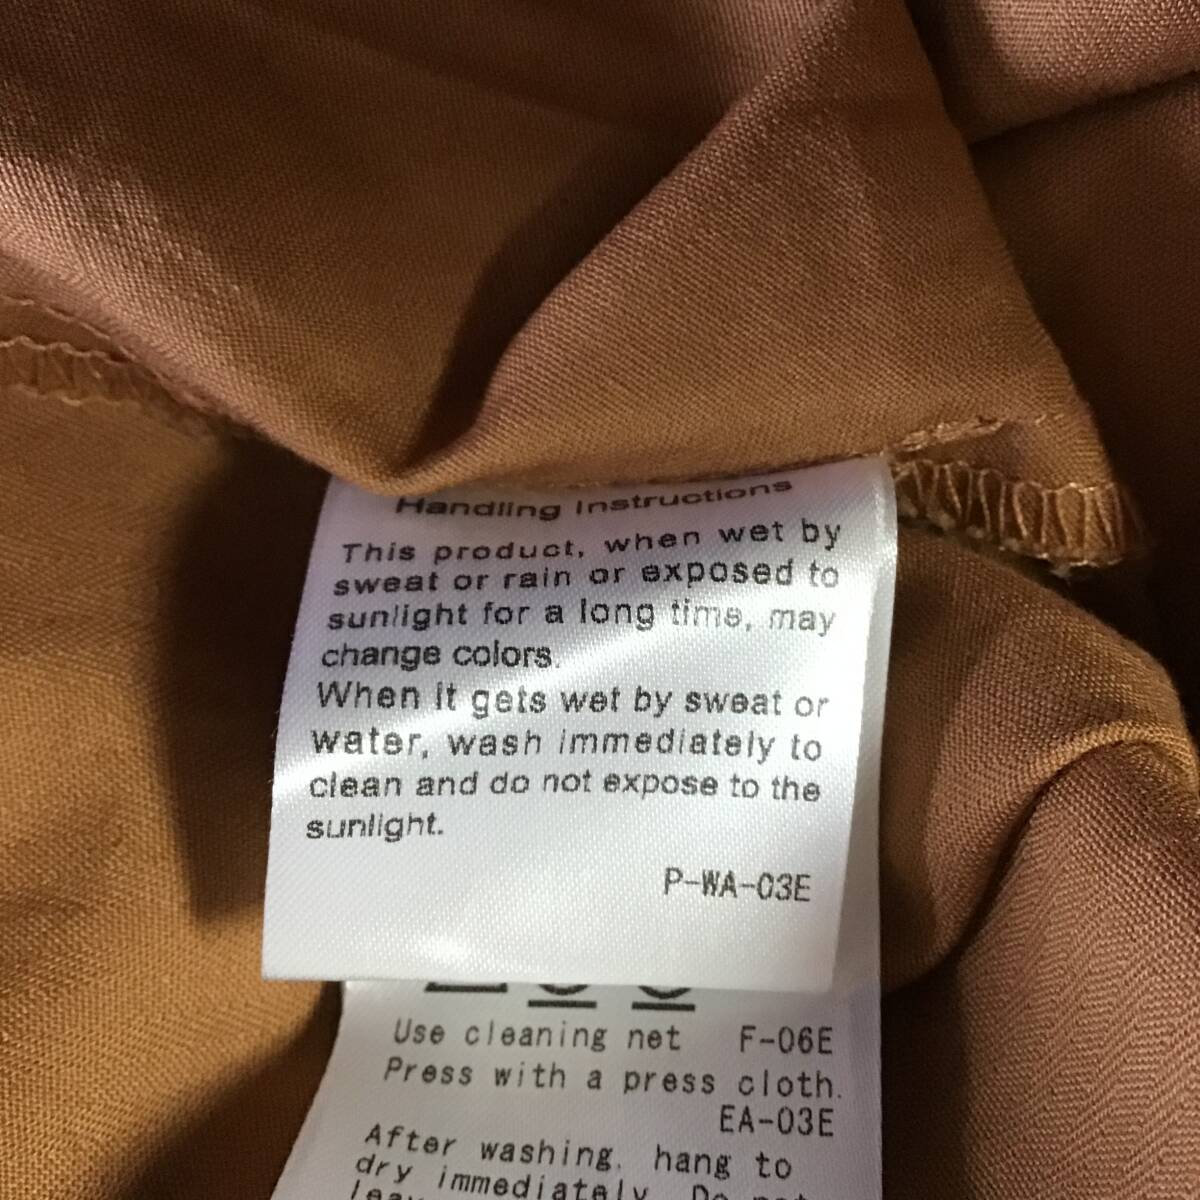 Handling Instructions
This product, when wet by
sweat or rain or exposed to
sunlight for a long time, may
change colors.
When it gets wet by sweat or
water, wash immediately to
clean and do not expose to the
sunlight.
P-WA-03E
Use cleaning net F-06E
Press with a press cloth.
EA-03E
After washing, hang to
dry immediately. Do not